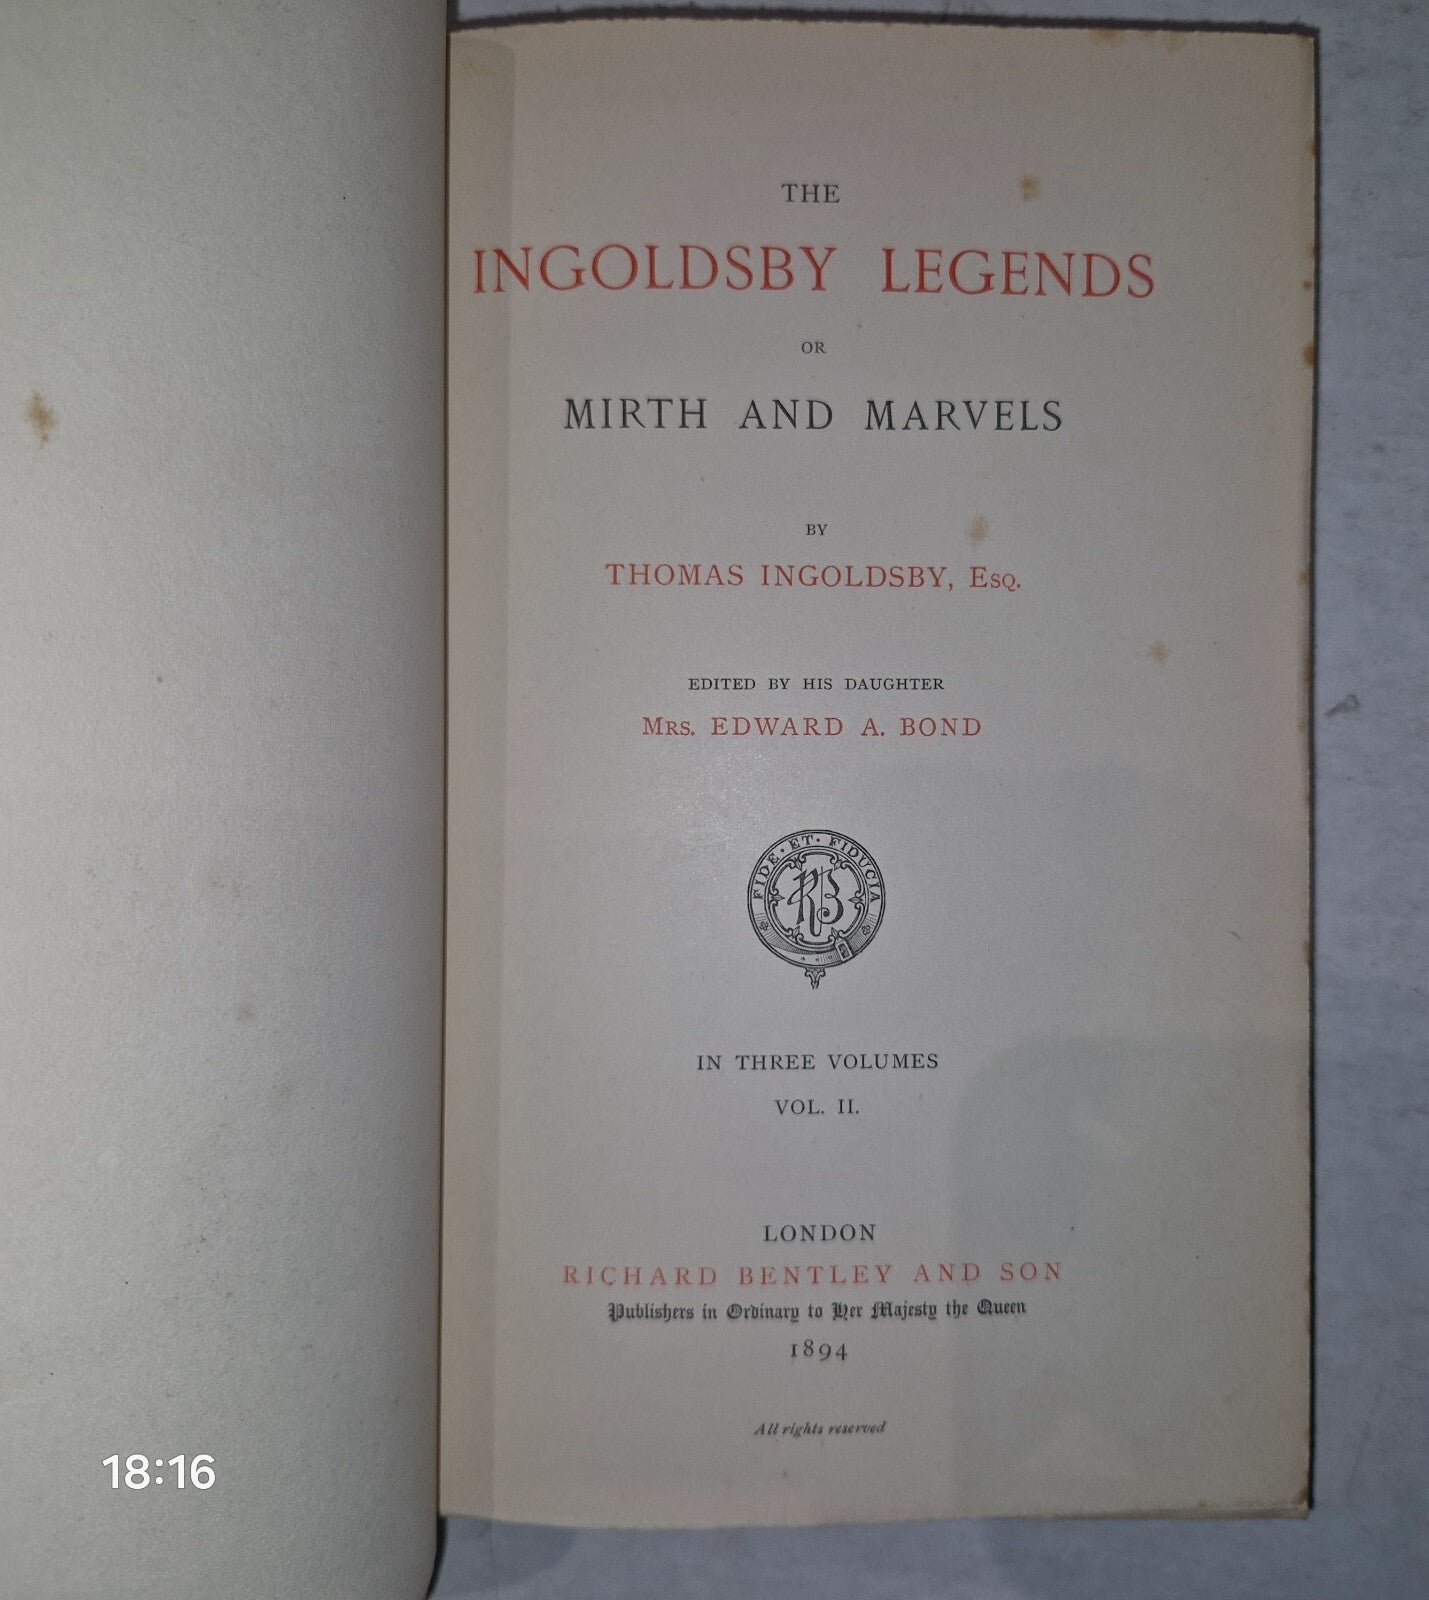 THE
INGOLDSBY LEGENDS
OR
MIRTH AND MARVELS
BY
THOMAS INGOLDSBY, ESQ.
EDITED BY HIS DAUGHTER
MRS. EDWARD A. BOND
FIDE · ET · FIDUCIA
RB
IN THREE VOLUMES
VOL. II.
LONDON
RICHARD BENTLEY AND SON
Publishers in Ordinary to Her Majesty the Queen
1894
All rights reserved
18:16